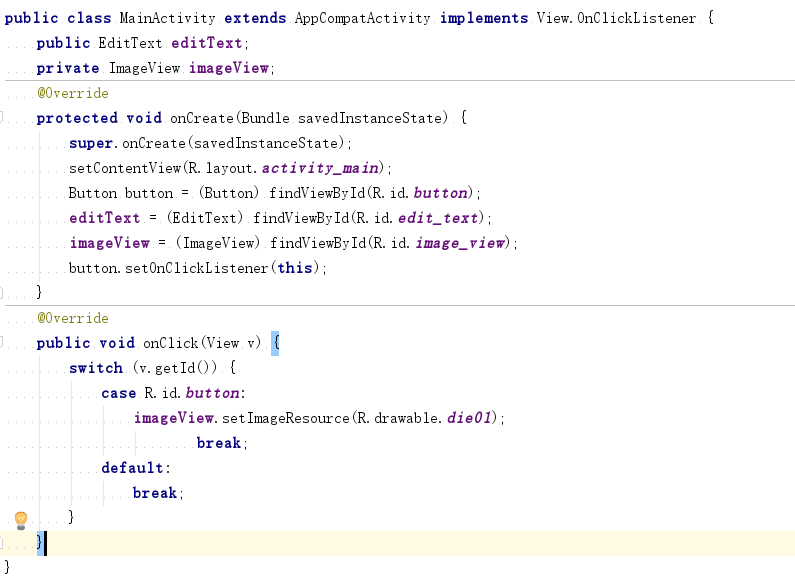 public class MainActivity extends AppCompatActivity implements View.OnClickListener {
    public EditText editText;
    private ImageView imageView;
    @Override
    protected void onCreate(Bundle savedInstanceState) {
        super.onCreate(savedInstanceState);
        setContentView(R.layout.activity_main);
        Button button = (Button) findViewById(R.id.button);
        editText = (EditText) findViewById(R.id.edit_text);
        imageView = (ImageView) findViewById(R.id.image_view);
        button.setOnClickListener(this);
    }
    @Override
    public void onClick(View v) {
        switch (v.getId()) {
            case R.id.button:
                imageView.setImageResource(R.drawable.die01);
                        break;
            default:
                break;
        }
    }
}